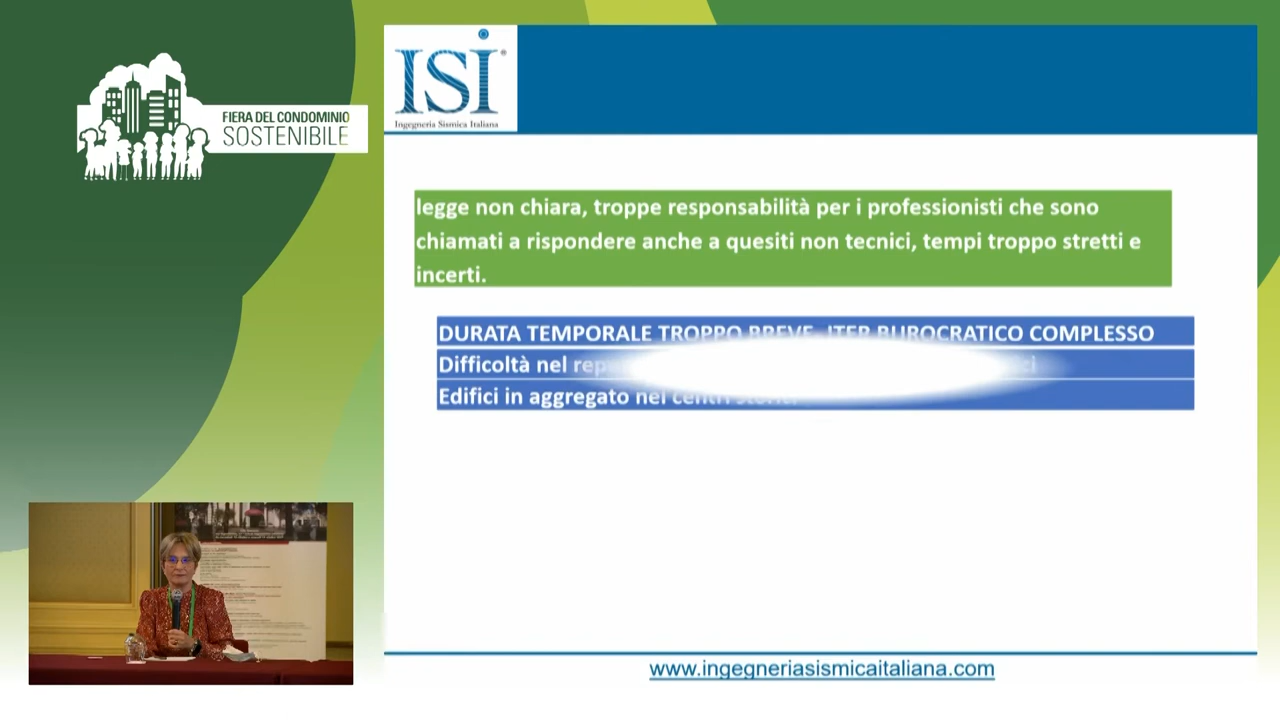 FIERA DEL CONDOMINIO
SOSTENIBILE
ISI
Ingegneria Sismica Italiana
legge non chiara, troppe responsabilità per i professionisti che sono
chiamati a rispondere anche a quesiti non tecnici, tempi troppo stretti e
incerti.
DURATA TEMPORALE TROPPO BREVE, ITER BUROCRATICO COMPLESSO
Difficoltà nel
Edifici in aggregato nei centri storici
www.ingegneriasismicaitaliana.com